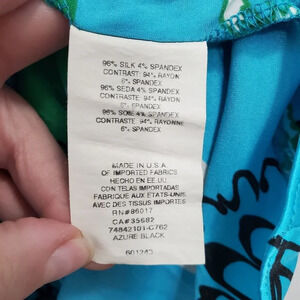 96% SILK 4% SPANDEX
CONTRAST: 94% RAYON
6% SPANDEX
96% SEDA 4% SPANDEX
CONTRASTE: 94% RAYON
6% SPANDEX
96% SOIE 4% SPANDEX
CONTRASTE: 94% RAYONNE
6% SPANDEX
MADE IN U.S.A.
OF IMPORTED FABRICS
HECHO EN EE.UU.
CON TELAS IMPORTADAS
FABRIQUE AUX ETATS-UNIS
AVEC DES TISSUS IMPORTES
RN#86017
CA#35682
74842101-C762
AZURE BLACK
601243